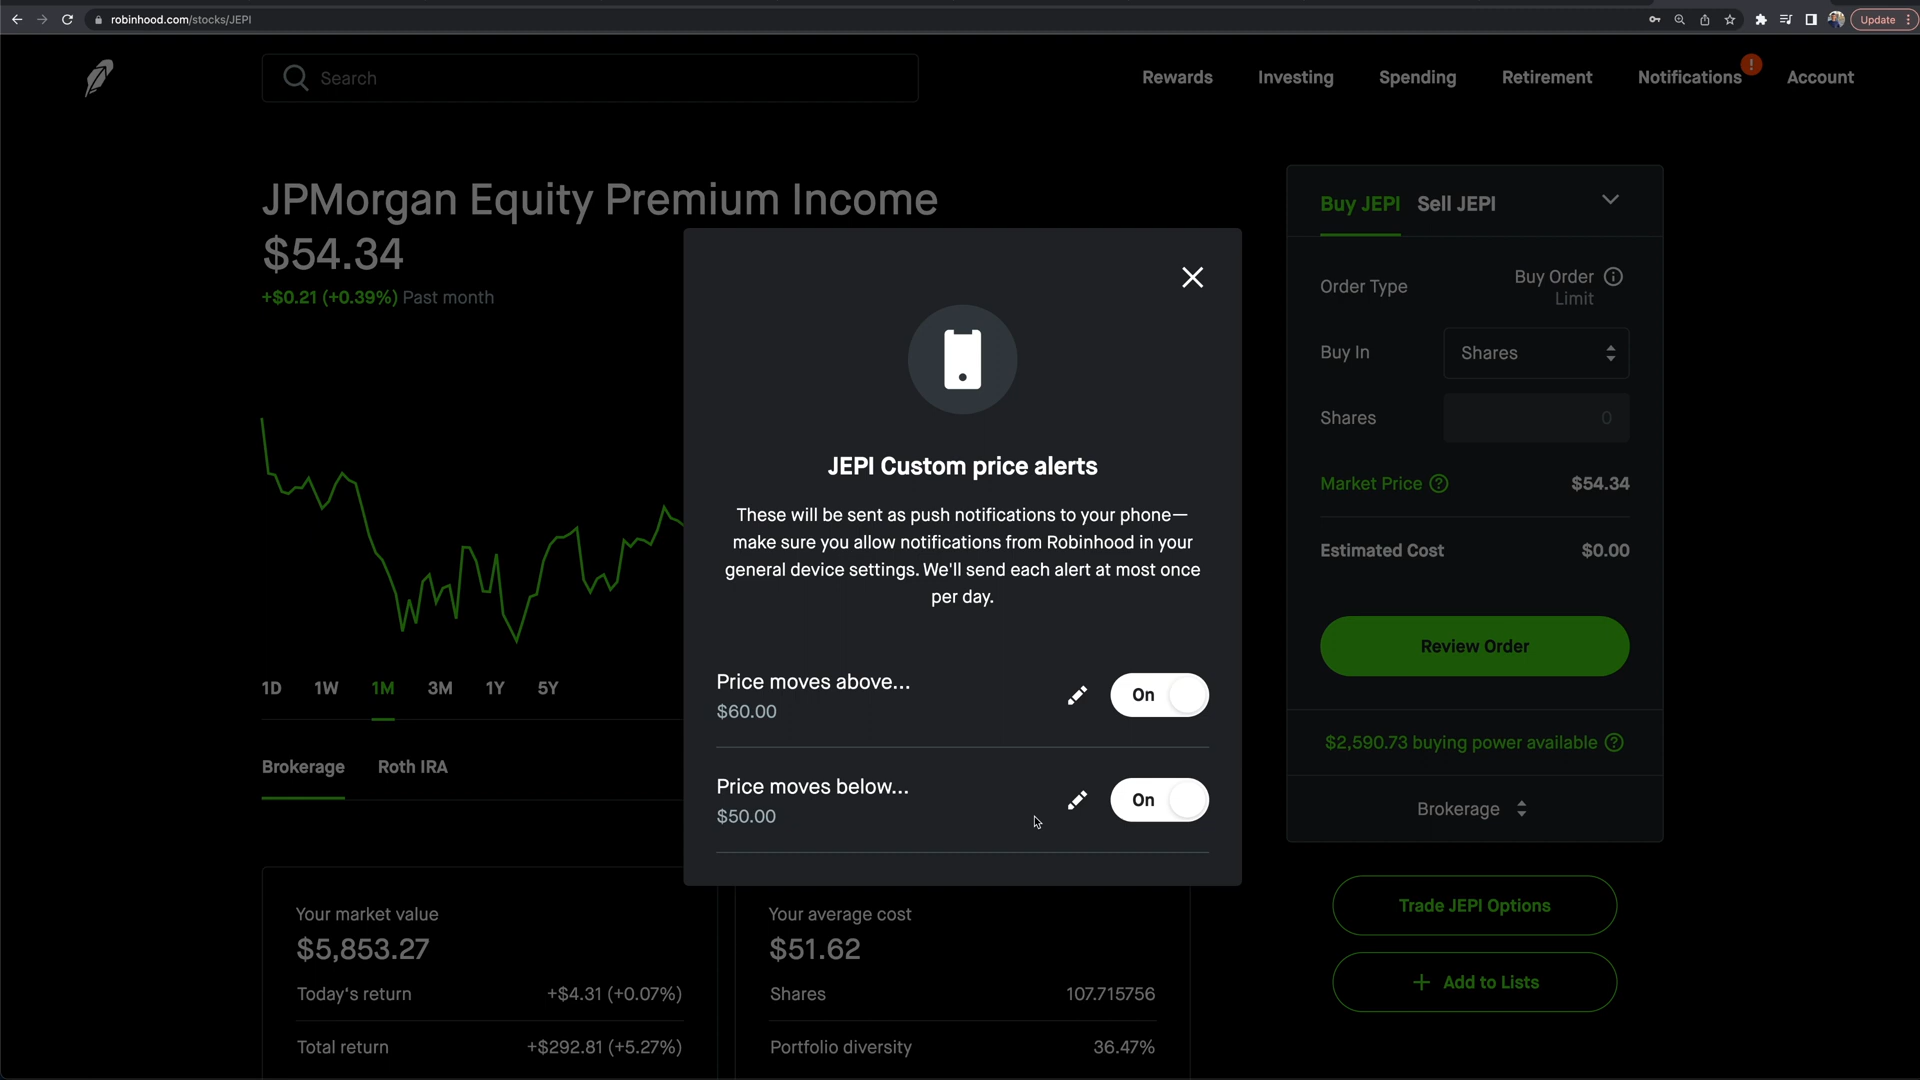 robinhood.com/stocks/JEPI
Update
Search
Rewards
Investing
Spending
Retirement
Notifications
!
Account
JPMorgan Equity Premium Income
$54.34
+$0.21 (+0.39%) Past month
1D
1W
1M
3M
1Y
5Y
Brokerage
Roth IRA
Your market value
$5,853.27
Today's return
+$4.31 (+0.07%)
Total return
+$292.81 (+5.27%)
Your average cost
$51.62
Shares
107.715756
Portfolio diversity
36.47%
JEPI Custom price alerts
These will be sent as push notifications to your phone—
make sure you allow notifications from Robinhood in your
general device settings. We'll send each alert at most once
per day.
Price moves above...
$60.00
On
Price moves below...
$50.00
On
Buy JEPI
Sell JEPI
Order Type
Buy Order
Limit
Buy In
Shares
Shares
0
Market Price
$54.34
Estimated Cost
$0.00
Review Order
$2,590.73 buying power available
Brokerage
Trade JEPI Options
Add to Lists